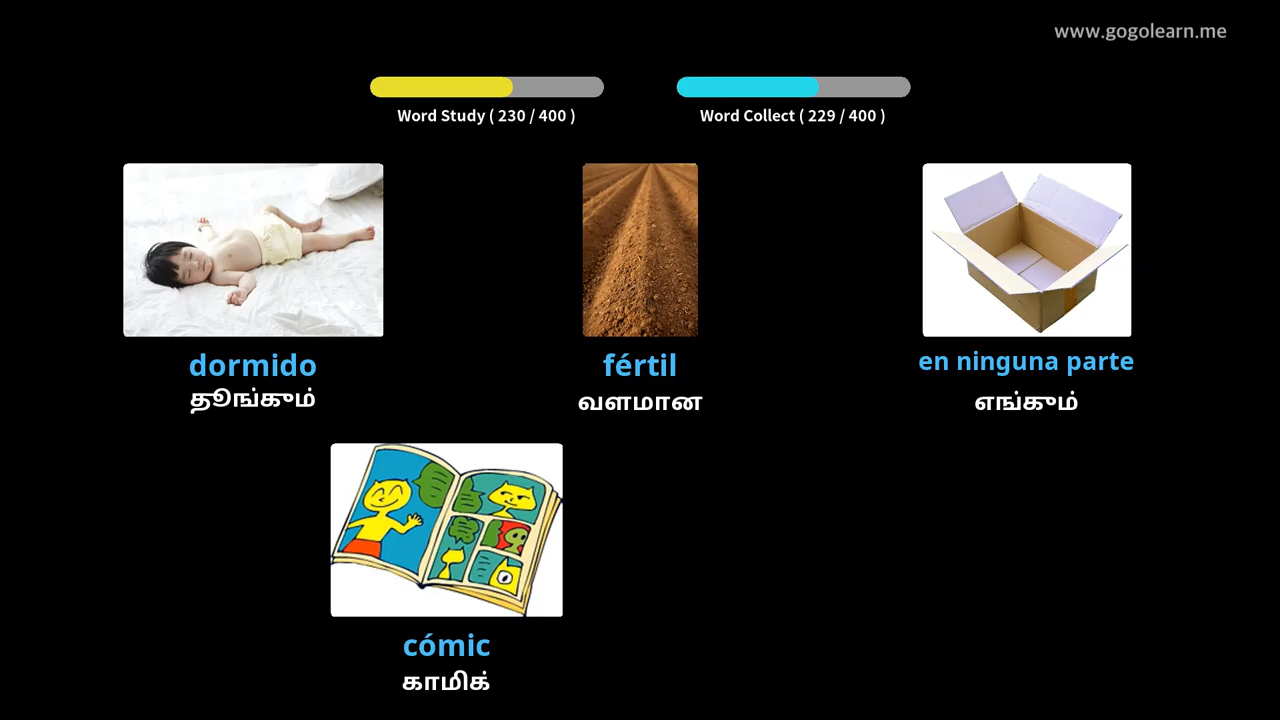 www.gogolearn.me
Word Study ( 230 / 400 )
Word Collect ( 229 / 400 )
dormido
தூங்கும்
fértil
வளமான
en ninguna parte
எங்கும்
cómic
காமிக்